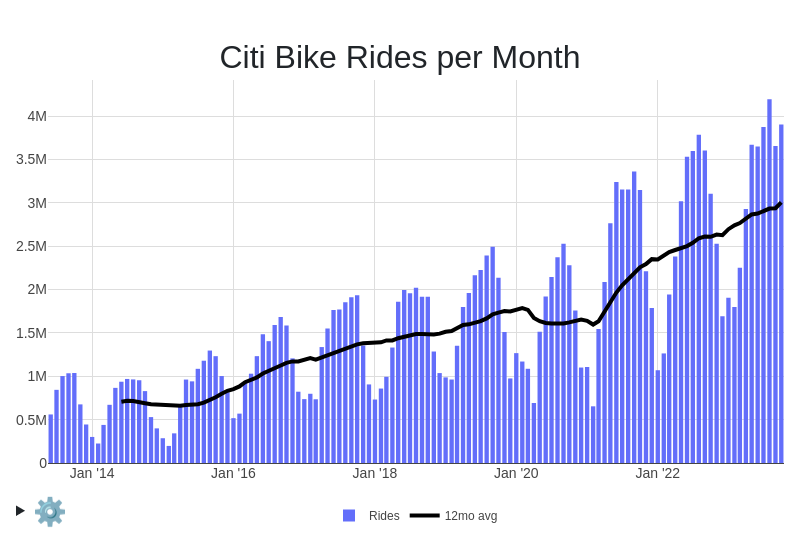 Citi Bike Rides per Month
4M
3.5M
3M
2.5M
2M
1.5M
1M
0.5M
0
Jan '14 Jan '16 Jan '18 Jan '20 Jan '22
Rides 12mo avg